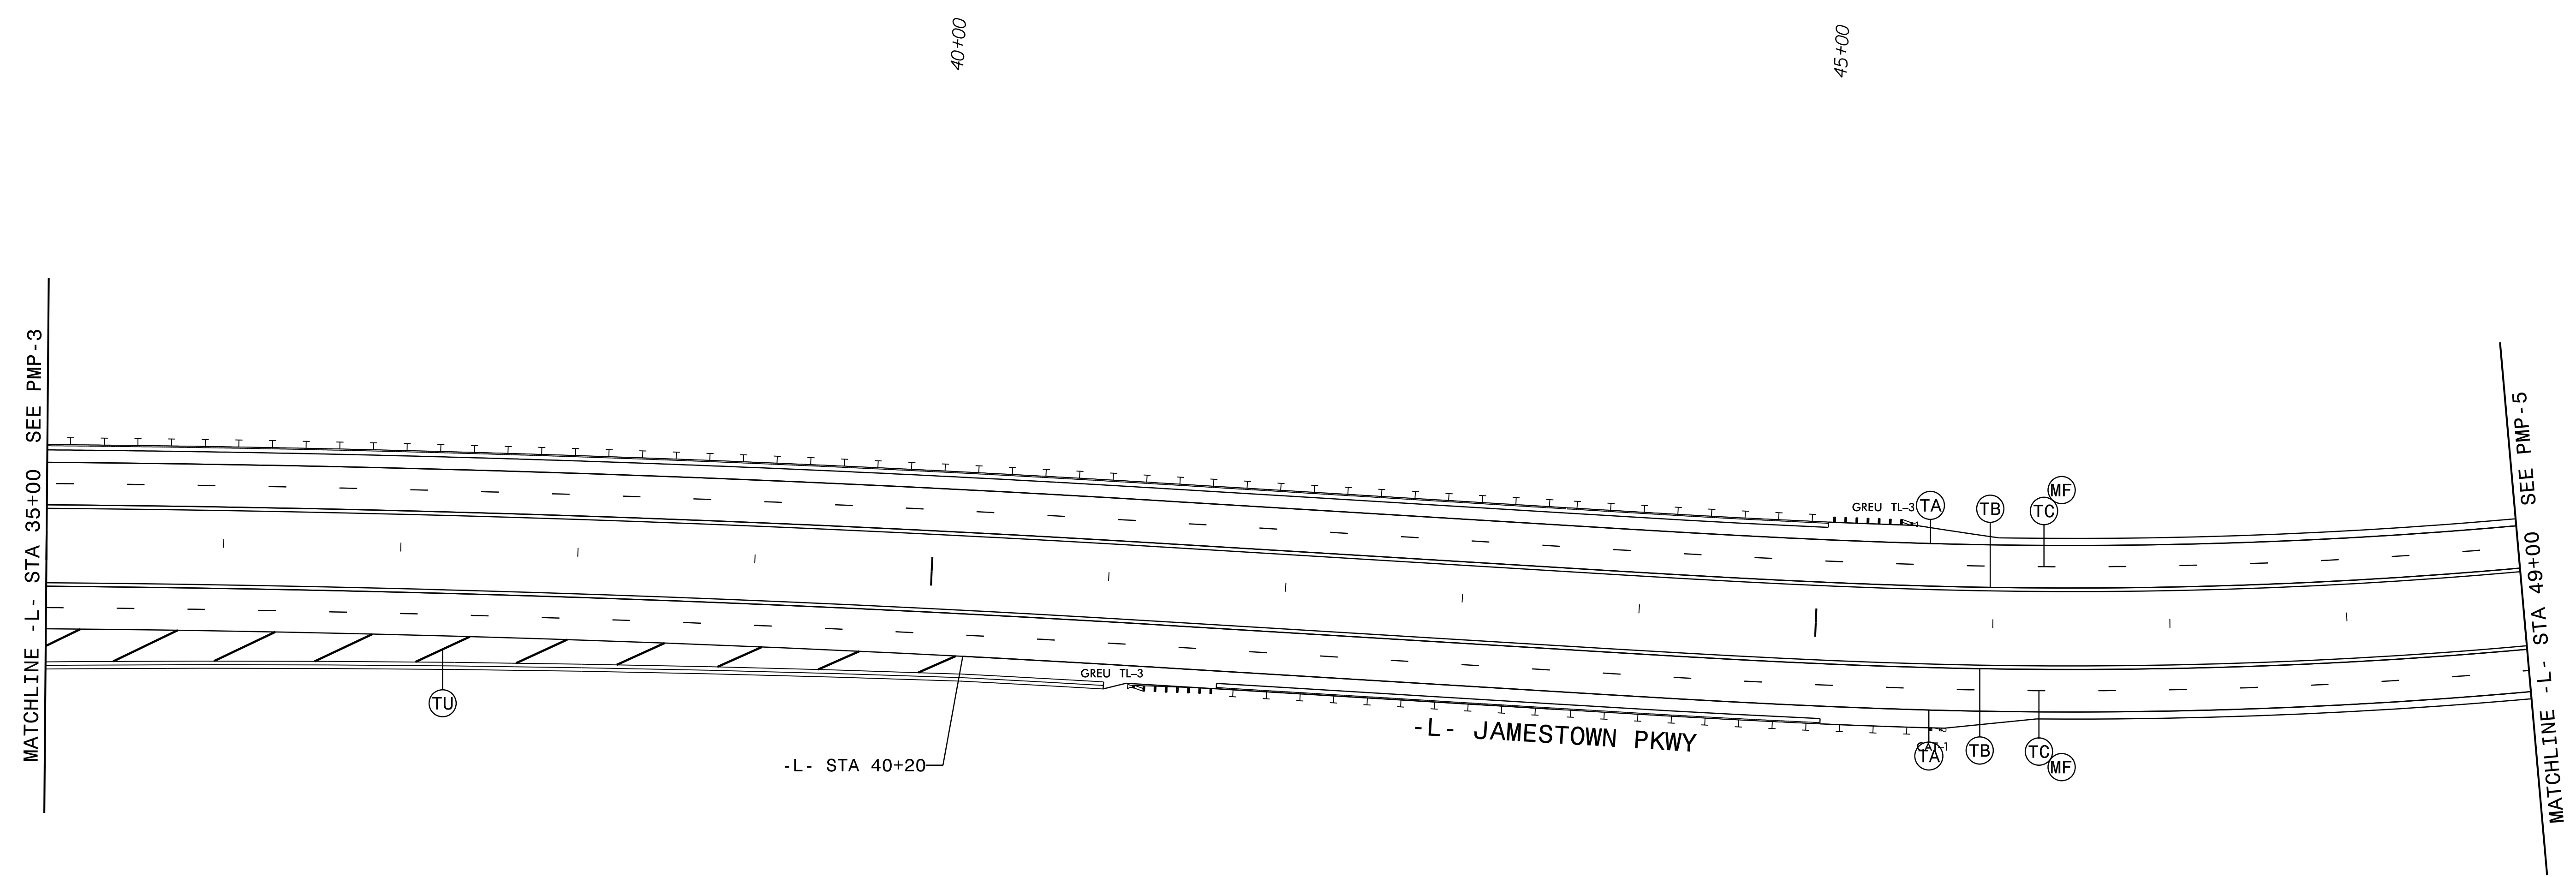 40+00
45+00
MATCHLINE -L- STA 35+00 SEE PMP-3
MATCHLINE -L- STA 49+00 SEE PMP-5
GREU TL-3
TA
TB
TC
MF
TU
GREU TL-3
-L- STA 40+20
-L- JAMESTOWN PKWY
CAT-1
TA
TB
TC
MF